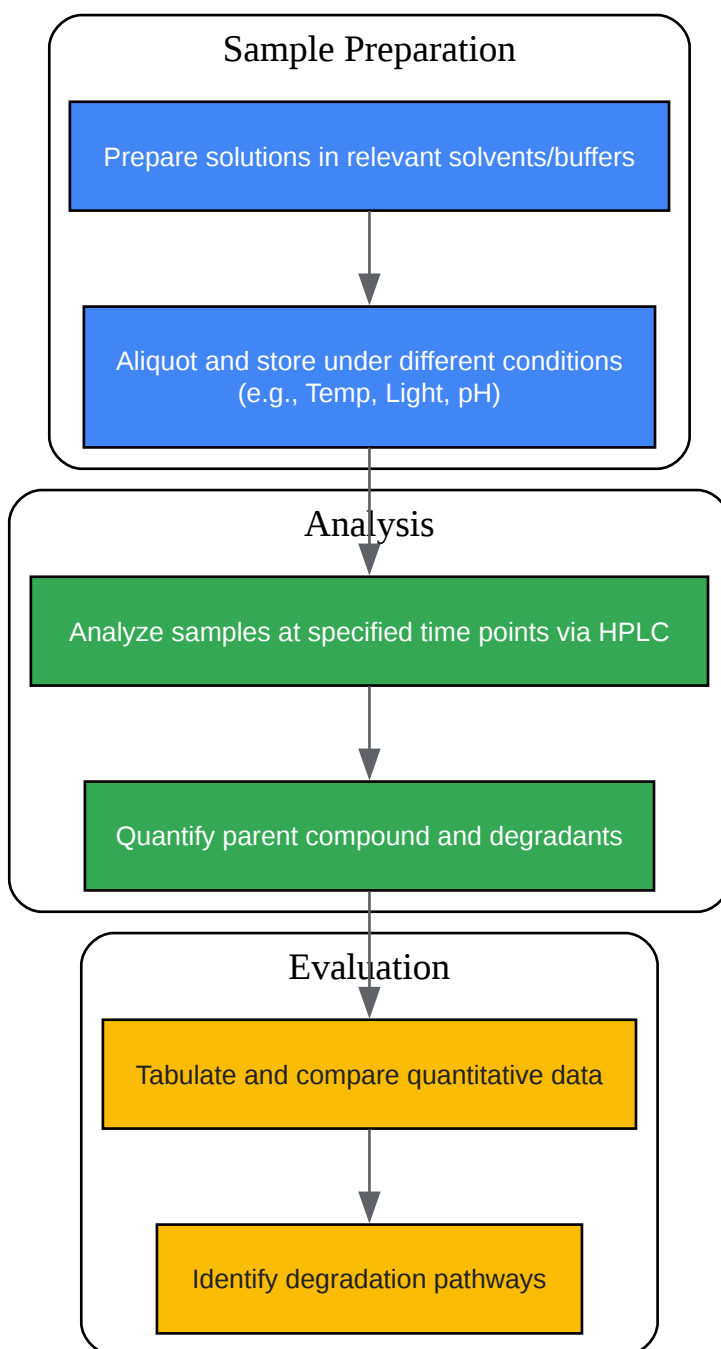 Sample Preparation
Prepare solutions in relevant solvents/buffers
Aliquot and store under different conditions
(e.g., Temp, Light, pH)
Analysis
Analyze samples at specified time points via HPLC
Quantify parent compound and degradants
Evaluation
Tabulate and compare quantitative data
Identify degradation pathways